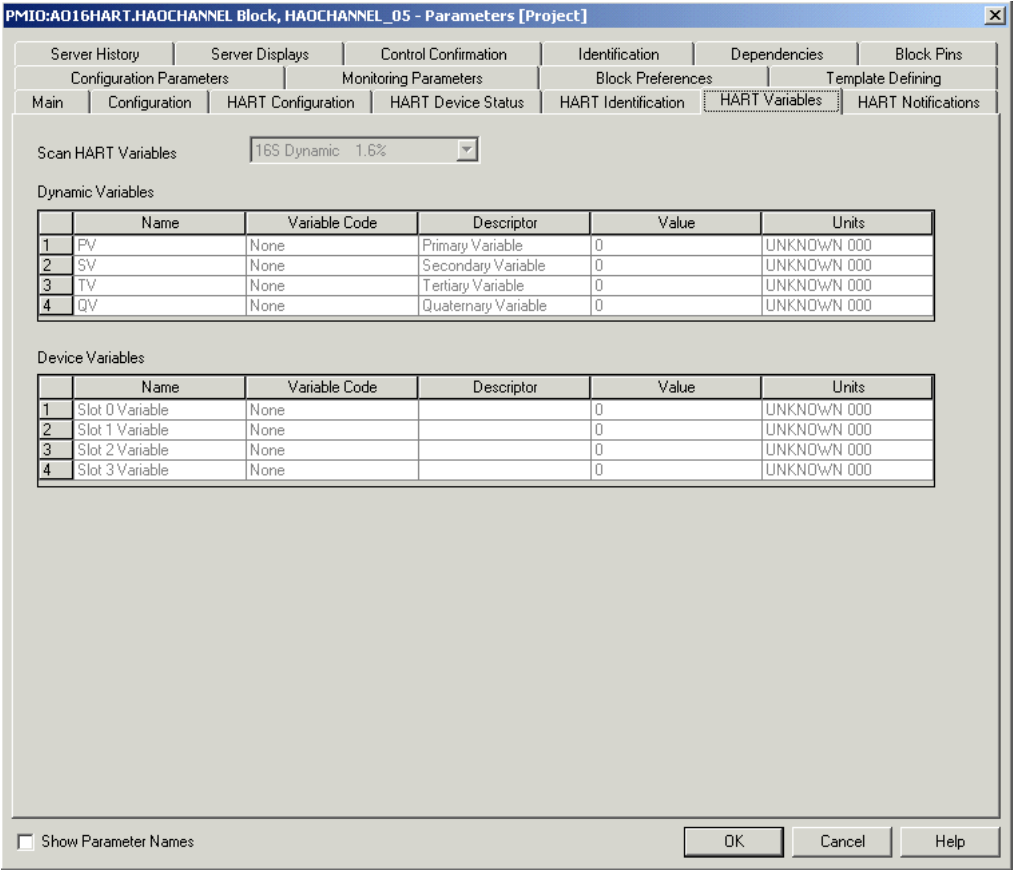 PMIO:AO16HART.HAOCHANNEL Block, HAOCHANNEL_05 - Parameters [Project]
Server History Server Displays Control Confirmation Identification Dependencies Block Pins
Configuration Parameters Monitoring Parameters Block Preferences Template Defining
Main Configuration HART Configuration HART Device Status HART Identification HART Variables HART Notifications
Scan HART Variables 16S Dynamic 1.6%
Dynamic Variables
Name Variable Code Descriptor Value Units
1 PV None Primary Variable 0 UNKNOWN 000
2 SV None Secondary Variable 0 UNKNOWN 000
3 TV None Tertiary Variable 0 UNKNOWN 000
4 QV None Quaternary Variable 0 UNKNOWN 000
Device Variables
Name Variable Code Descriptor Value Units
1 Slot 0 Variable None 0 UNKNOWN 000
2 Slot 1 Variable None 0 UNKNOWN 000
3 Slot 2 Variable None 0 UNKNOWN 000
4 Slot 3 Variable None 0 UNKNOWN 000
Show Parameter Names OK Cancel Help